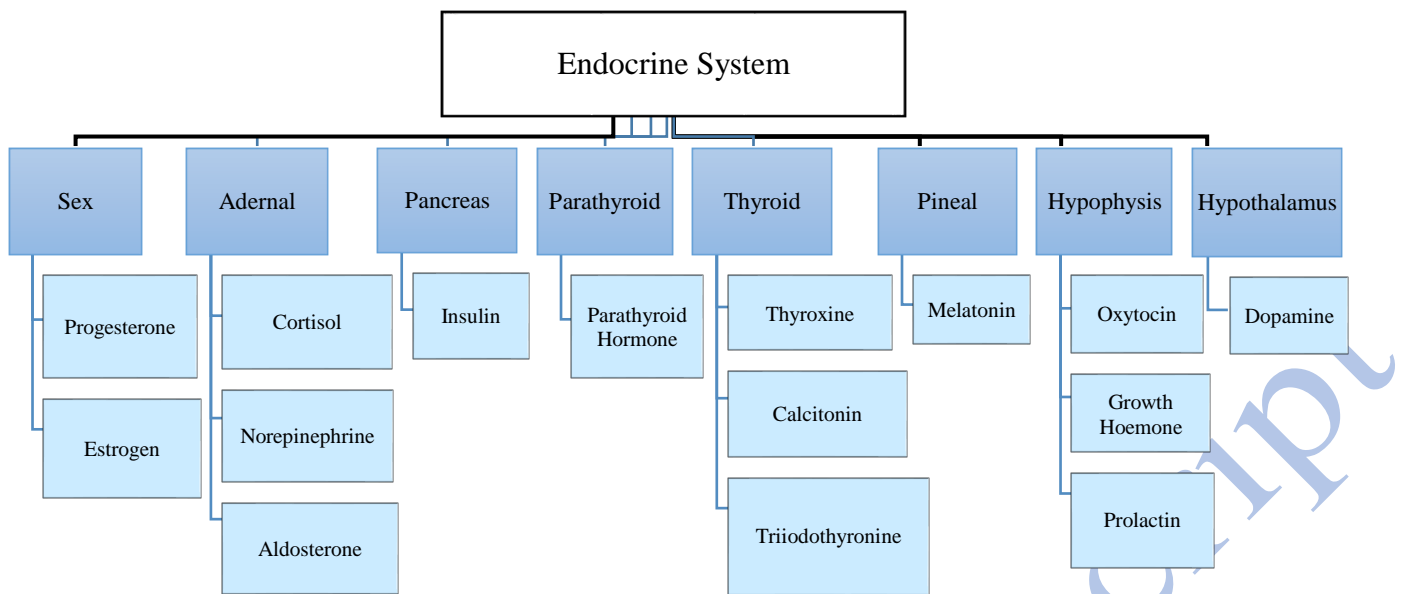 Endocrine System
Sex
Adernal
Pancreas
Parathyroid
Thyroid
Pineal
Hypophysis
Hypothalamus
Progesterone
Estrogen
Cortisol
Norepinephrine
Aldosterone
Insulin
Parathyroid
Hormone
Thyroxine
Calcitonin
Triiodothyronine
Melatonin
Oxytocin
Growth
Hoemone
Prolactin
Dopamine